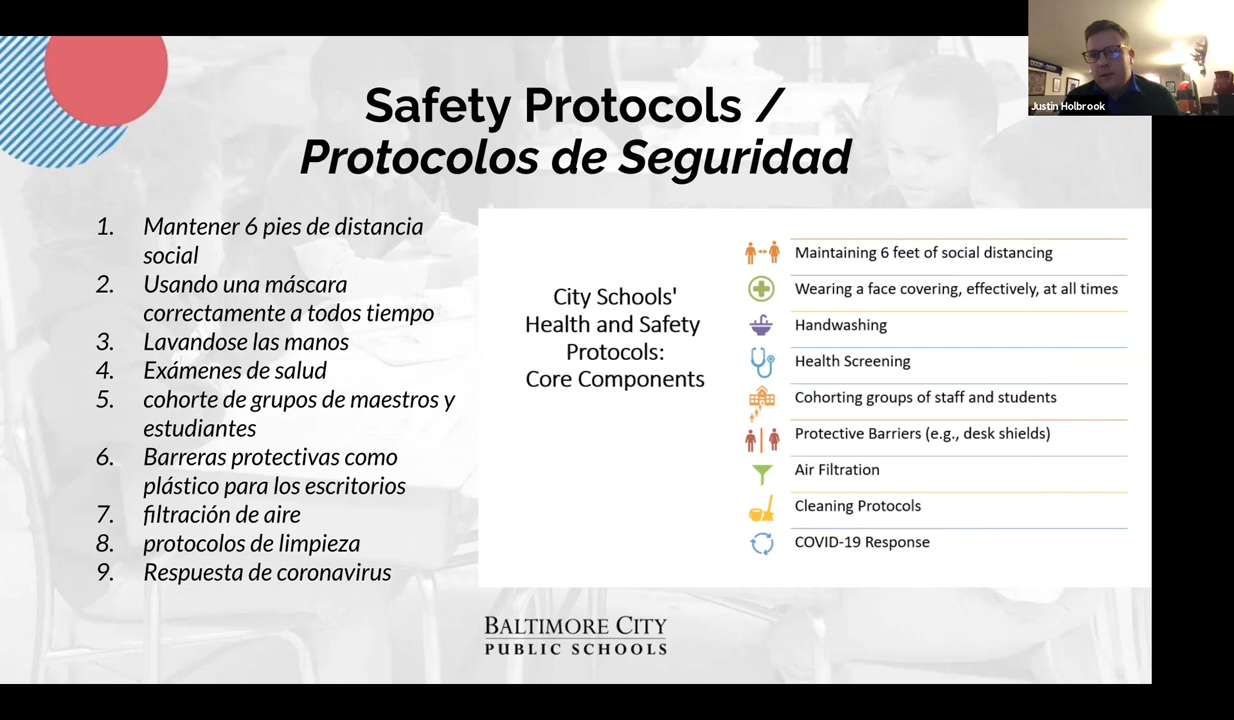 Safety Protocols /
Protocolos de Seguridad
1. Mantener 6 pies de distancia
social
2. Usando una máscara
correctamente a todos tiempo
3. Lavandose las manos
4. Exámenes de salud
5. cohorte de grupos de maestros y
estudiantes
6. Barreras protectivas como
plástico para los escritorios
7. filtración de aire
8. protocolos de limpieza
9. Respuesta de coronavirus
City Schools'
Health and Safety
Protocols:
Core Components
Maintaining 6 feet of social distancing
Wearing a face covering, effectively, at all times
Handwashing
Health Screening
Cohorting groups of staff and students
Protective Barriers (e.g., desk shields)
Air Filtration
Cleaning Protocols
COVID-19 Response
BALTIMORE CITY
PUBLIC SCHOOLS
Justin Holbrook